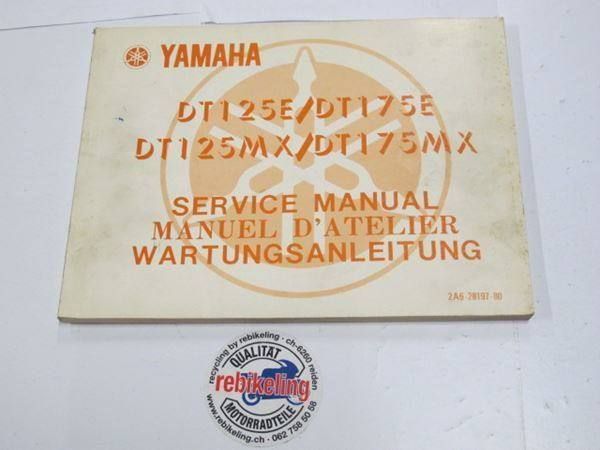 YAMAHA
DT125E/DT175E
DT125MX/DT175MX
SERVICE MANUAL
MANUEL D'ATELIER
WARTUNGSANLEITUNG
2A6-28197-80
recycling by rebikeling - ch-6260 reiden
QUALITÄT
rebikeling
MOTORRADTEILE
www.rebikeling.ch - 062 758 50 58